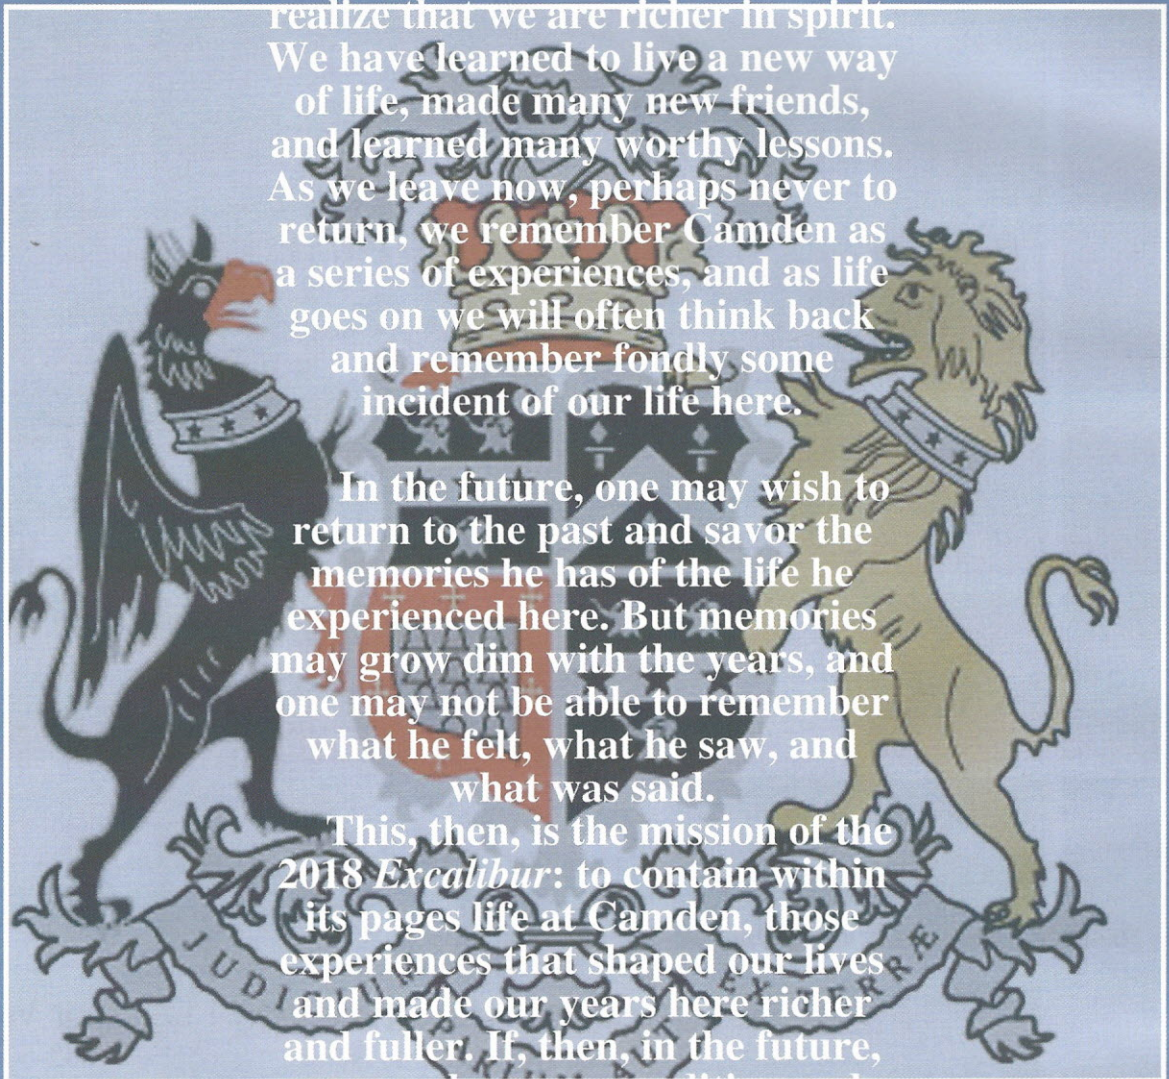 realize that we are richer in spirit.
We have learned to live a new way
of life, made many new friends,
and learned many worthy lessons.
As we leave now, perhaps never to
return, we remember Camden as
a series of experiences, and as life
goes on we will often think back
and remember fondly some
incident of our life here.
In the future, one may wish to
return to the past and savor the
memories he has of the life he
experienced here. But memories
may grow dim with the years, and
one may not be able to remember
what he felt, what he saw, and
what was said.
This, then, is the mission of the
2018 Excalibur: to contain within
its pages life at Camden, those
experiences that shaped our lives
and made our years here richer
and fuller. If, then, in the future,
JUDICIUM PARIUM AUT LEX TERRÆ